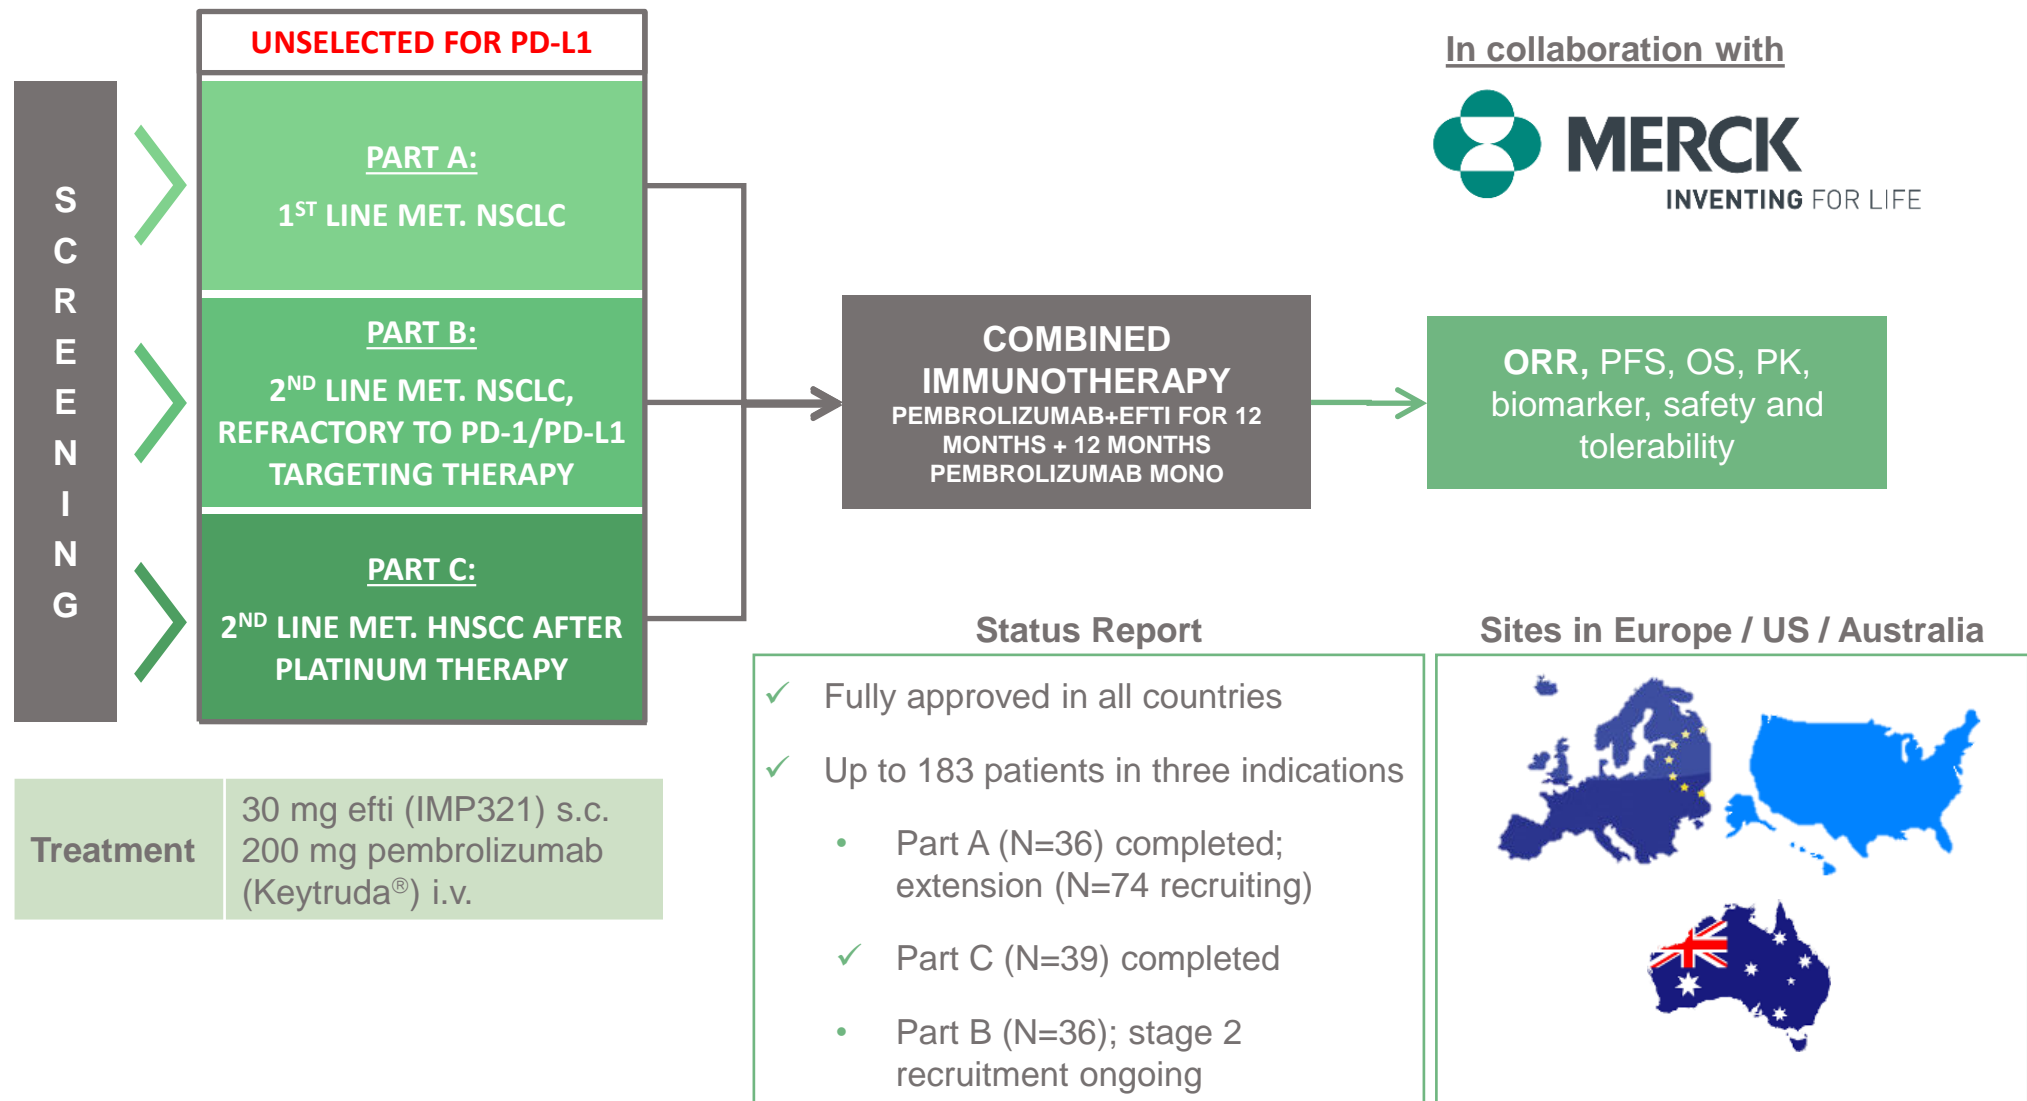 UNSELECTED FOR PD-L1
SCREENING
PART A:
1ST LINE MET. NSCLC
PART B:
2ND LINE MET. NSCLC,
REFRACTORY TO PD-1/PD-L1
TARGETING THERAPY
PART C:
2ND LINE MET. HNSCC AFTER
PLATINUM THERAPY
COMBINED
IMMUNOTHERAPY
PEMBROLIZUMAB+EFTI FOR 12
MONTHS + 12 MONTHS
PEMBROLIZUMAB MONO
In collaboration with
MERCK
INVENTING FOR LIFE
ORR, PFS, OS, PK,
biomarker, safety and
tolerability
Treatment
30 mg efti (IMP321) s.c.
200 mg pembrolizumab
(Keytruda®) i.v.
Status Report
✓ Fully approved in all countries
✓ Up to 183 patients in three indications
• Part A (N=36) completed;
extension (N=74 recruiting)
✓ Part C (N=39) completed
• Part B (N=36); stage 2
recruitment ongoing
Sites in Europe / US / Australia